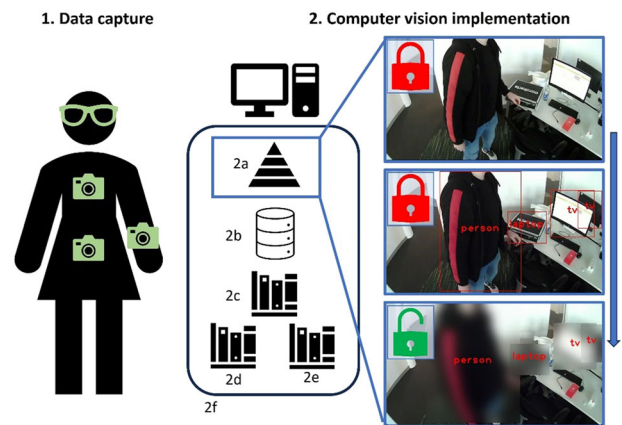 1. Data capture
2. Computer vision implementation
2a
2b
2c
2d
2e
2f
person
laptop
tv
person
laptop
tv
tv